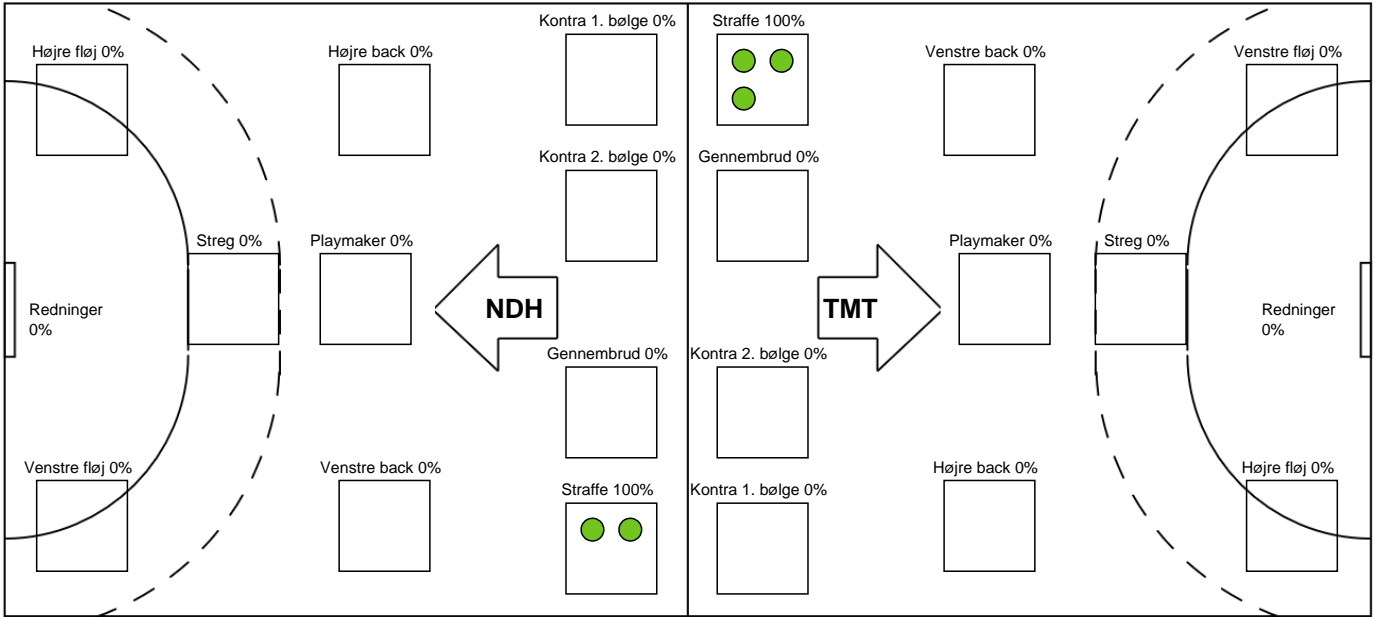 Kontra 1. bølge 0%
Straffe 100%
Højre fløj 0%
Højre back 0%
Venstre back 0%
Venstre fløj 0%
Kontra 2. bølge 0%
Gennembrud 0%
Streg 0%
Playmaker 0%
Playmaker 0%
Streg 0%
Redninger
0%
NDH
TMT
Redninger
0%
Gennembrud 0%
Kontra 2. bølge 0%
Venstre fløj 0%
Venstre back 0%
Højre back 0%
Højre fløj 0%
Straffe 100%
Kontra 1. bølge 0%